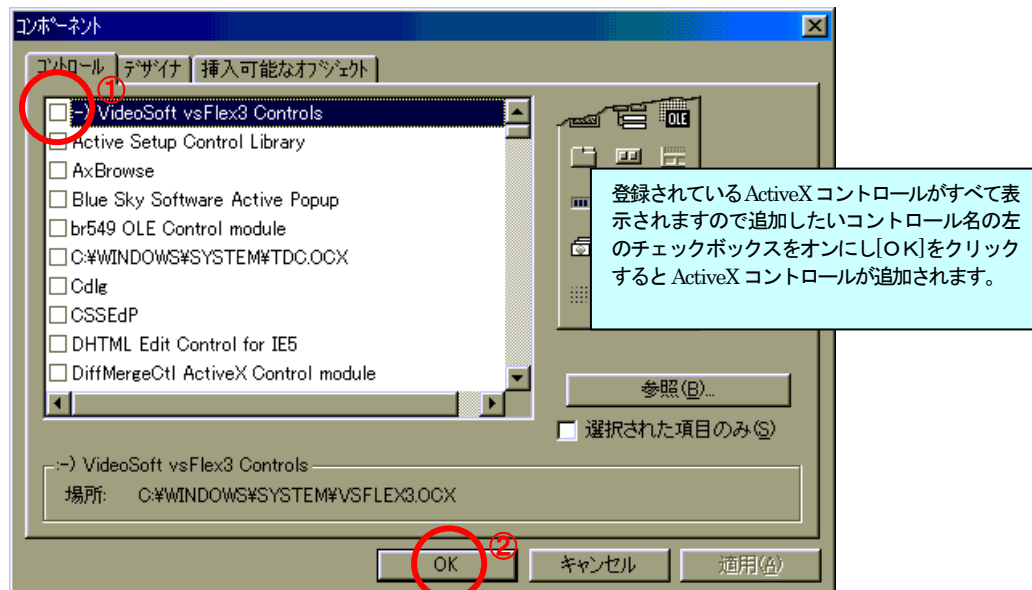 コンポーネント
コントロール デザイナ 挿入可能なオブジェクト
①
:-) VideoSoft vsFlex3 Controls
Active Setup Control Library
AxBrowse
Blue Sky Software Active Popup
br549 OLE Control module
C:¥WINDOWS¥SYSTEM¥TDC.OCX
Cdlg
CSSEdP
DHTML Edit Control for IE5
DiffMergeCtl ActiveX Control module
OLE
登録されているActiveXコントロールがすべて表
示されますので追加したいコントロール名の左
のチェックボックスをオンにし[OK]をクリック
するとActiveXコントロールが追加されます。
参照(B)...
選択された項目のみ(S)
:-) VideoSoft vsFlex3 Controls
場所: C:¥WINDOWS¥SYSTEM¥VSFLEX3.OCX
②
OK キャンセル 適用(A)